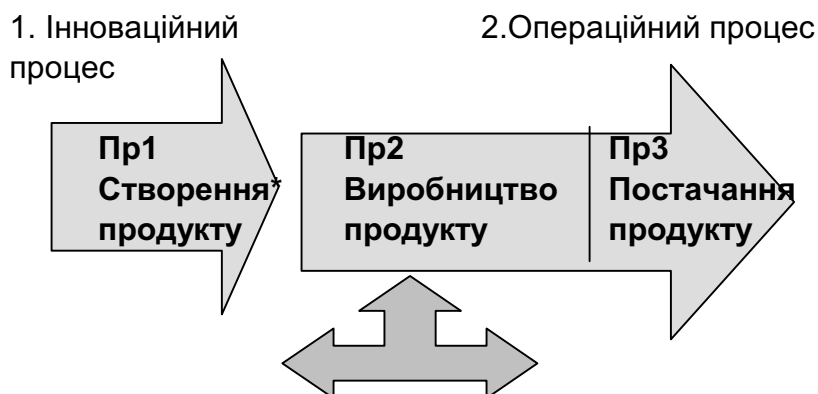 1. Інноваційний
процес
2.Операційний процес
Пр1
Створення*
продукту
Пр2
Виробництво
продукту
Пр3
Постачання
продукту